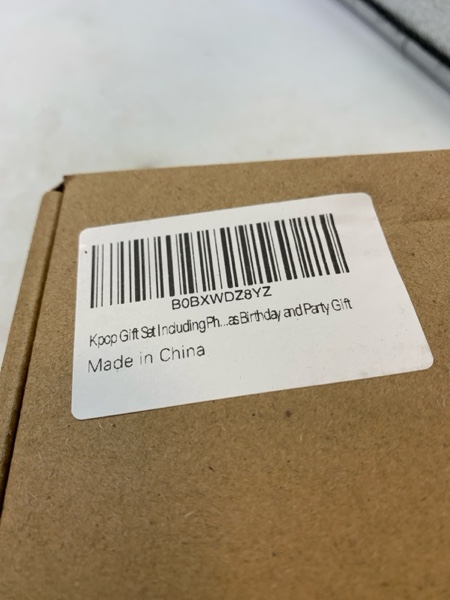 B0BXWDZ8YZ
Kpop Gift Set Including Ph...as Birthday and Party Gift
Made in China